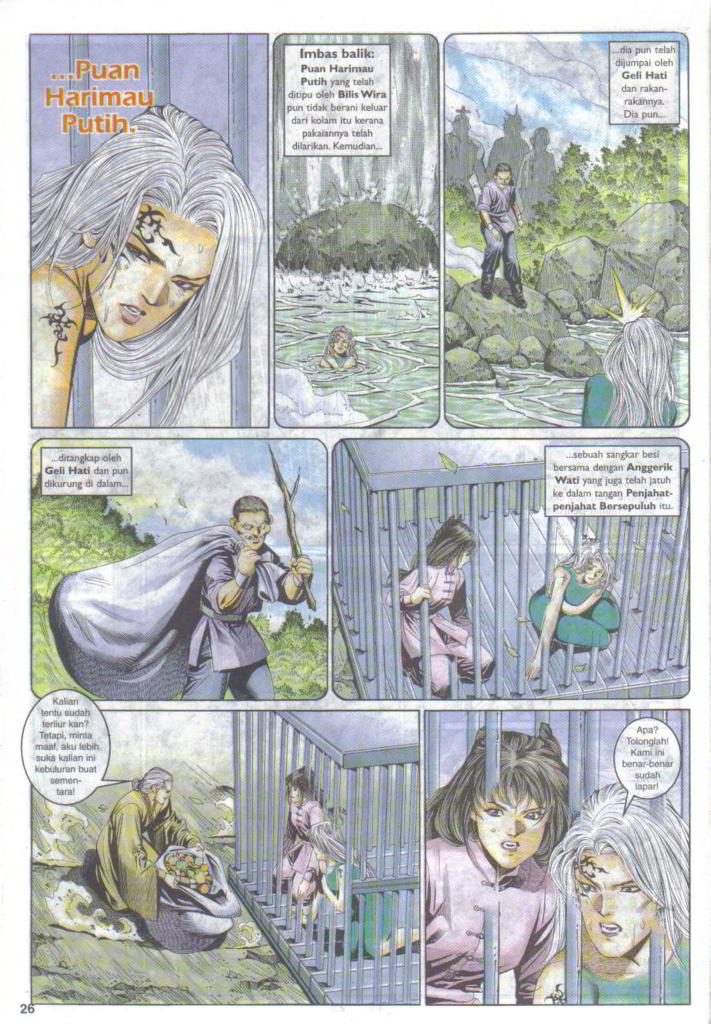 ...Puan
Harimau
Putih.
Imbas balik:
Puan Harimau
Putih yang telah
ditipu oleh Bilis Wira
pun tidak berani keluar
dari kolam itu kerana
pakaiannya telah
dilarikan. Kemudian...
...dia pun telah
dijumpai oleh
Geli Hati
dan rakan-
rakannya.
Dia pun...
...ditangkap oleh
Geli Hati dan pun
dikurung di dalam...
...sebuah sangkar besi
bersama dengan Anggerik
Wati yang juga telah jatuh
ke dalam tangan Penjahat-
penjahat Bersepuluh itu.
Kalian
tentu sudah
terliur kan?
Tetapi, minta
maaf, aku lebih
suka kalian ini
kebuluran buat
semen-
tara!
Apa?
Tolonglah!
Kami ini
benar-benar
sudah
lapar!
26